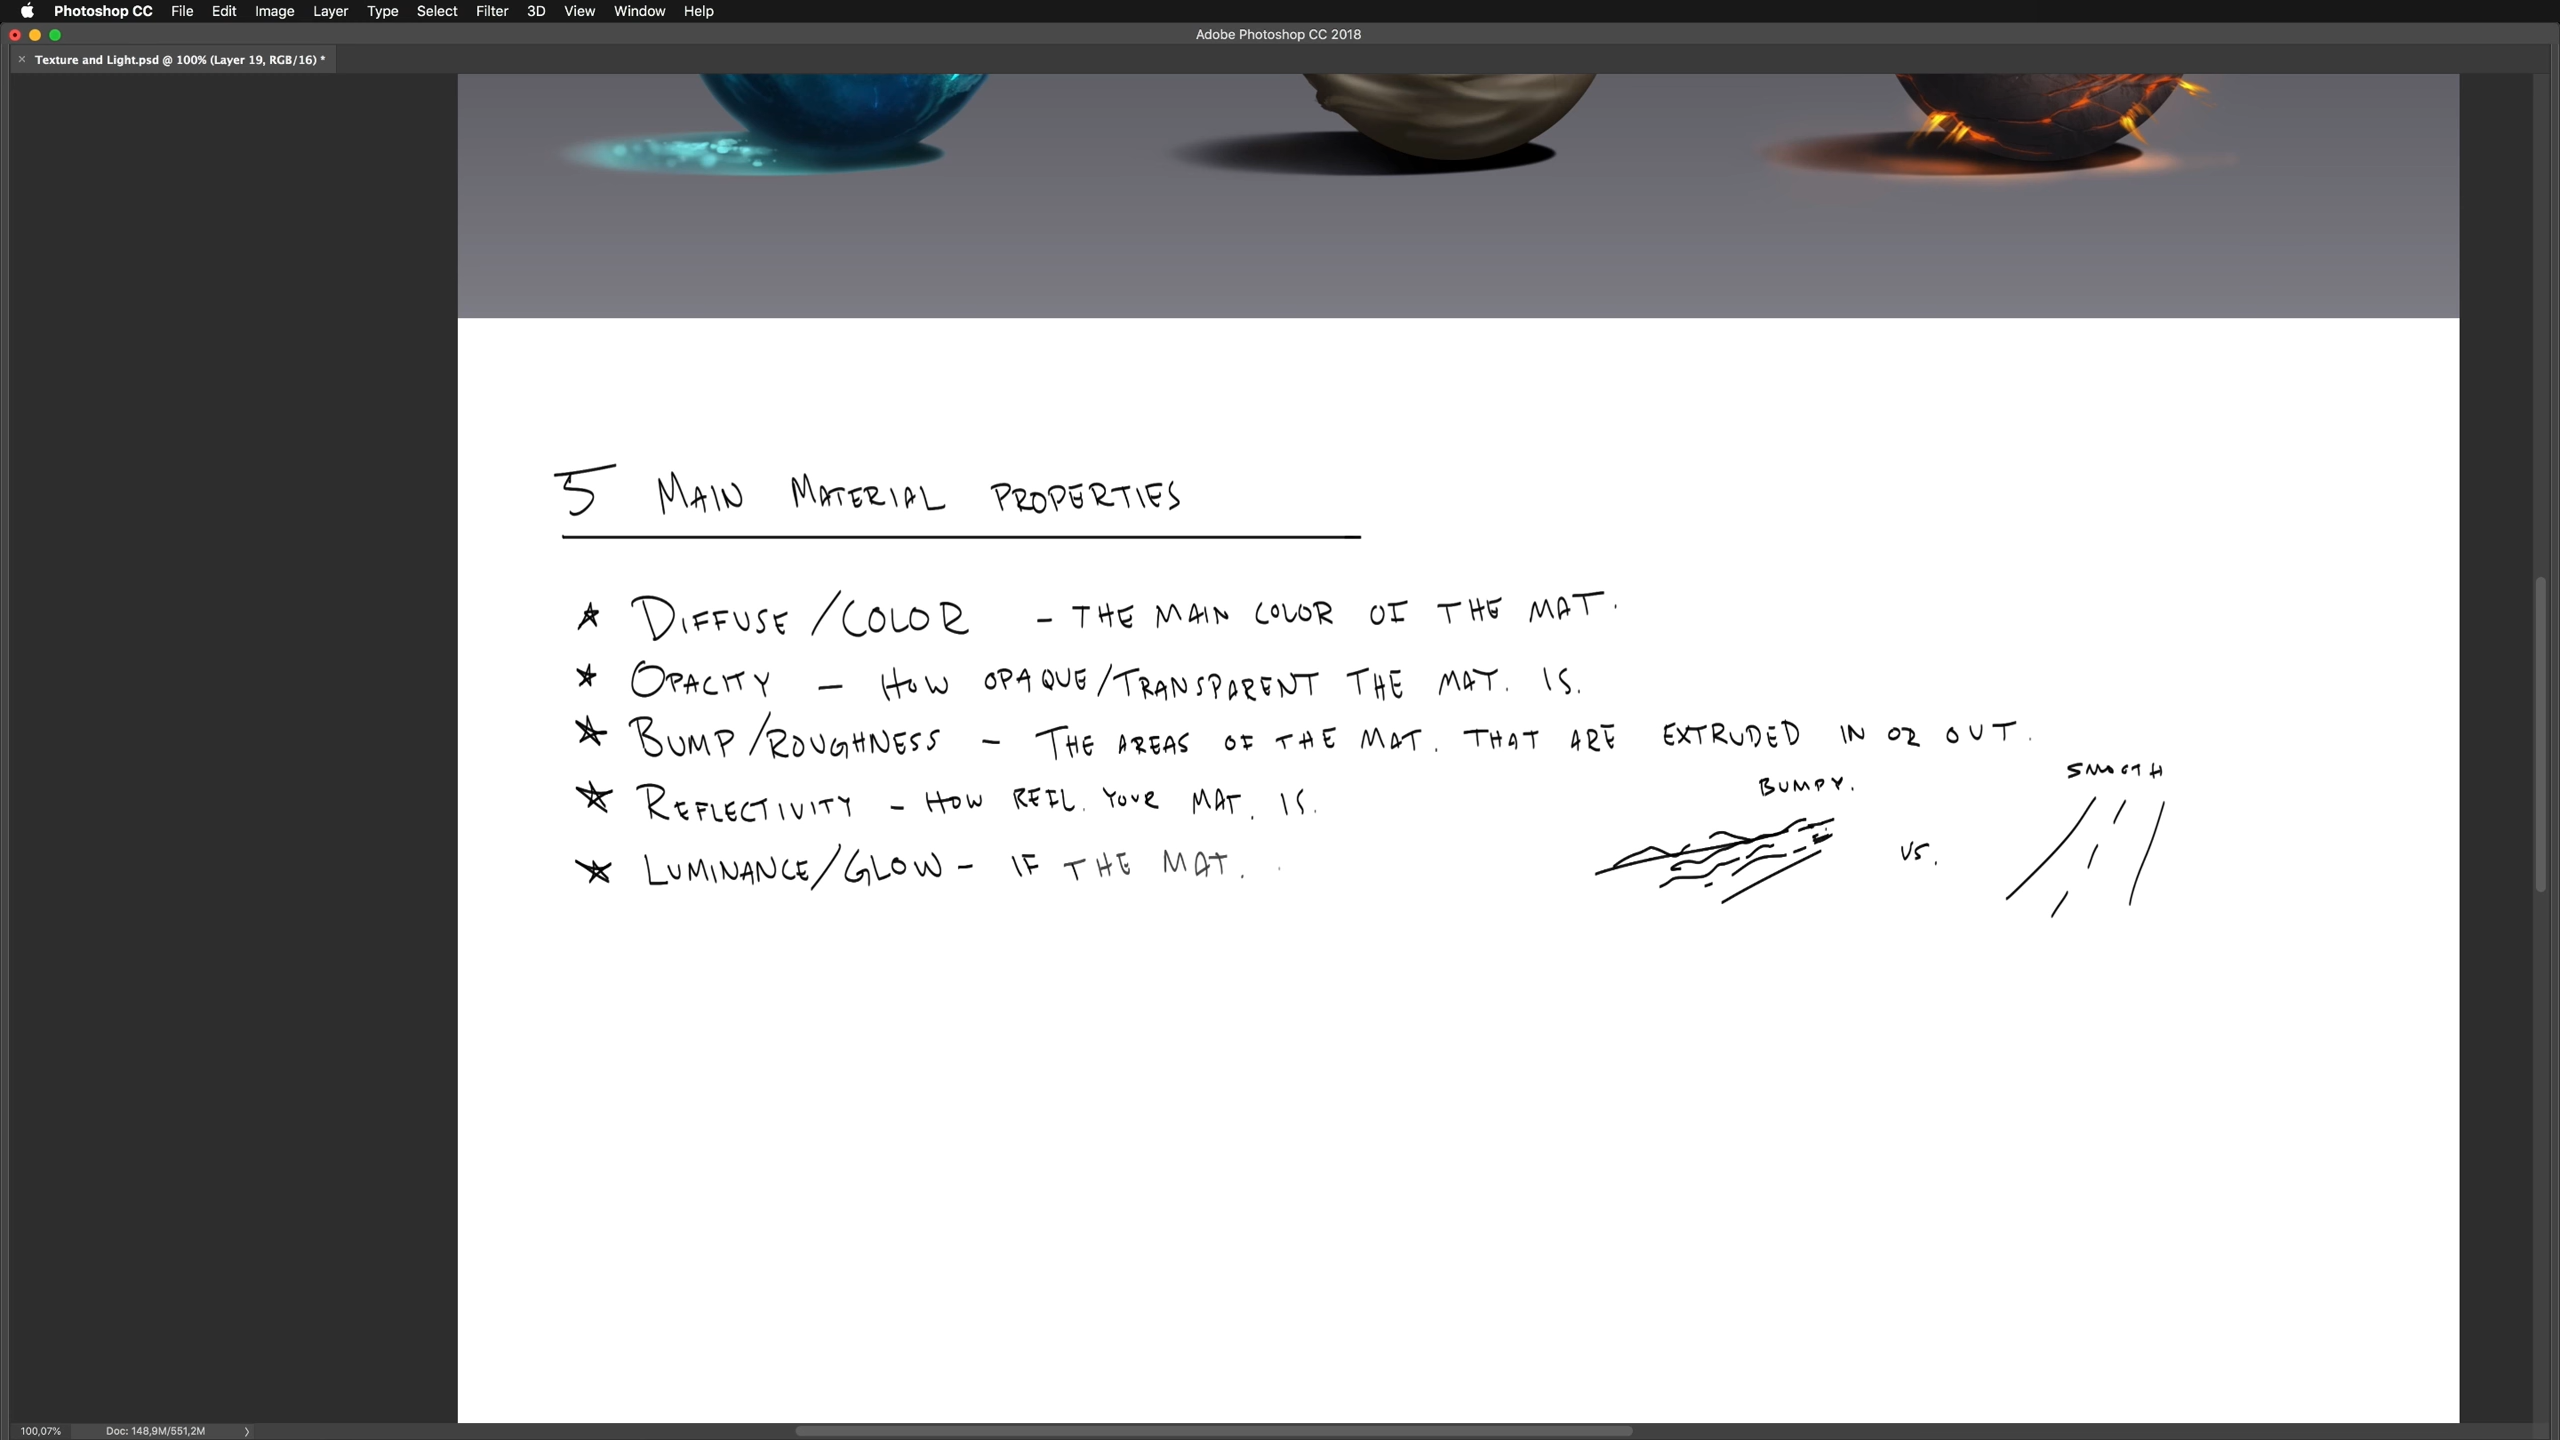 Photoshop CC File Edit Image Layer Type Select Filter 3D View Window Help
Adobe Photoshop CC 2018
× Texture and Light.psd @ 100% (Layer 19, RGB/16) *
5 MAIN MATERIAL PROPERTIES
★ DIFFUSE/COLOR - THE MAIN COLOR OF THE MAT.
★ OPACITY - HOW OPAQUE/TRANSPARENT THE MAT. IS.
★ BUMP/ROUGHNESS - THE AREAS OF THE MAT. THAT ARE EXTRUDED IN OR OUT.
★ REFLECTIVITY - HOW REFL. YOUR MAT. IS.
BUMPY.
SMOOTH
VS.
★ LUMINANCE/GLOW - IF THE MAT.
100,07% Doc: 148,9M/551,2M >